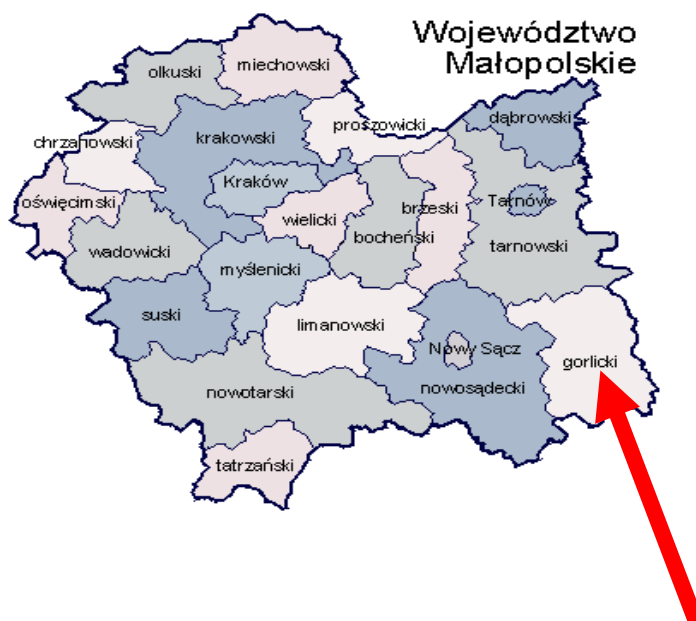 Województwo
Małopolskie
olkuski
miechowski
chrzanowski
krakowski
proszowicki
dąbrowski
oświęcimski
Kraków
wielicki
brzeski
Tarnów
wadowicki
bocheński
tarnowski
myślenicki
suski
limanowski
Nowy Sącz
gorlicki
nowotarski
nowosądecki
tatrzański